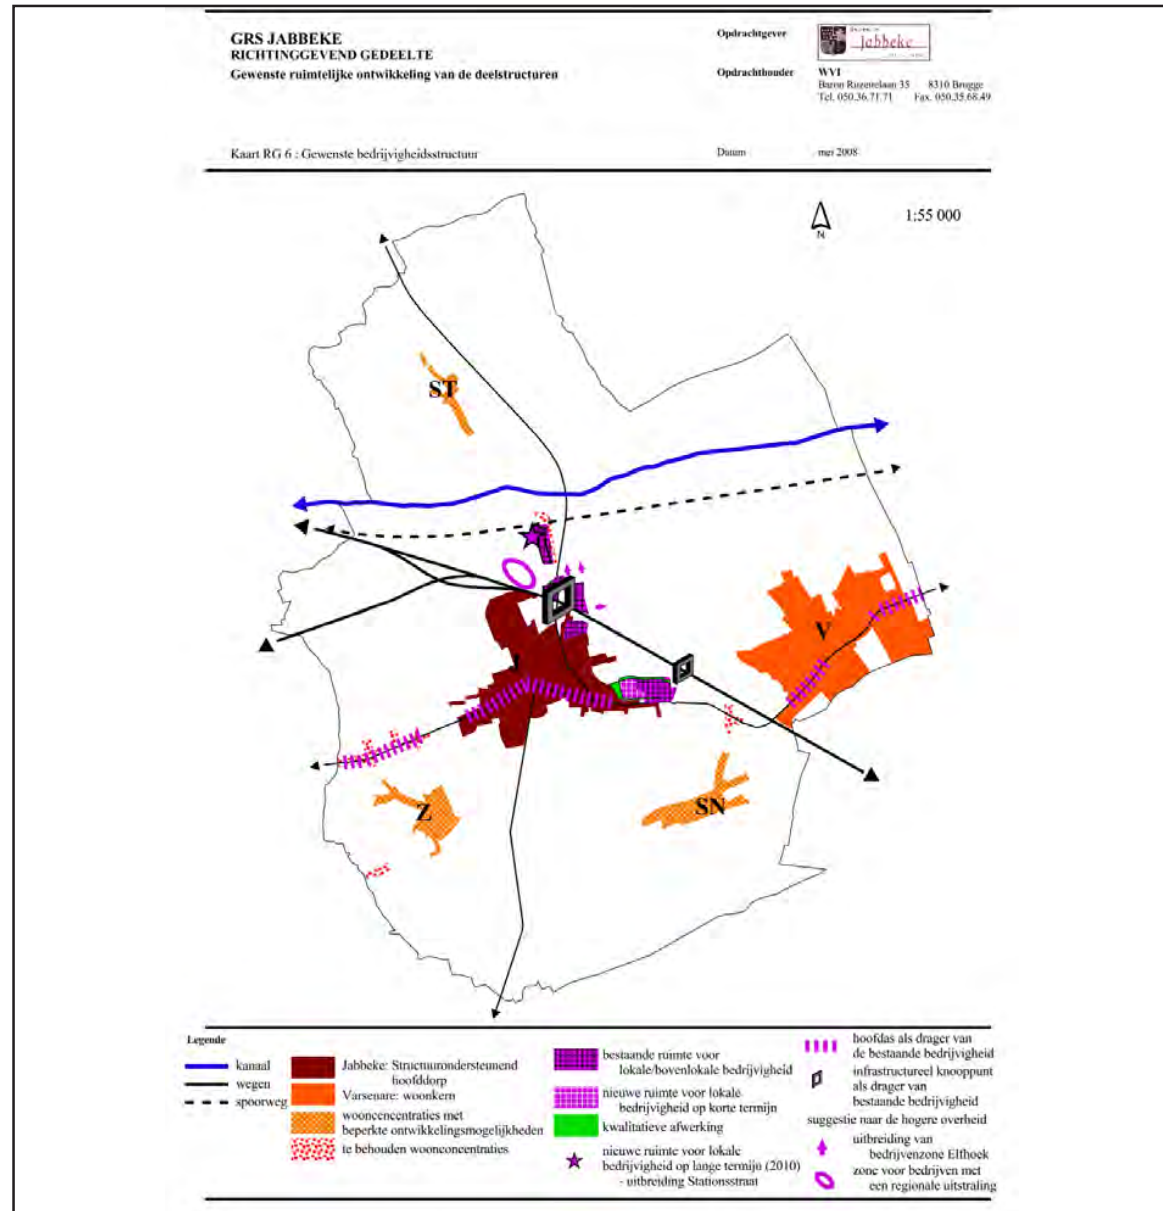 GRS JABBEKE
RICHTINGGEVEND GEDEELTE
Gewenste ruimtelijke ontwikkeling van de deelstructuren
Kaart RG 6 : Gewenste bedrijvigheidsstructuur
Opdrachtgever
jabbeke
Opdrachthouder
WVI
Baron Ruzettelaan 35 8310 Brugge
Tel. 050.36.71.71 Fax. 050.35.68.49
Datum
mei 2008
N
1:55 000
ST
V
J
Z
SN
Legende
kanaal
wegen
spoorweg
Jabbeke: Structuurondersteunend
hoofddorp
Varsenare: woonkern
woonconcentraties met
beperkte ontwikkelingsmogelijkheden
te behouden woonconcentraties
bestaande ruimte voor
lokale/bovenlokale bedrijvigheid
nieuwe ruimte voor lokale
bedrijvigheid op korte termijn
kwalitatieve afwerking
nieuwe ruimte voor lokale
bedrijvigheid op lange termijn (2010)
- uitbreiding Stationsstraat
hoofdas als drager van
de bestaande bedrijvigheid
infrastructureel knooppunt
als drager van
bestaande bedrijvigheid
suggestie naar de hogere overheid
uitbreiding van
bedrijvenzone Elfhoek
zone voor bedrijven met
een regionale uitstraling